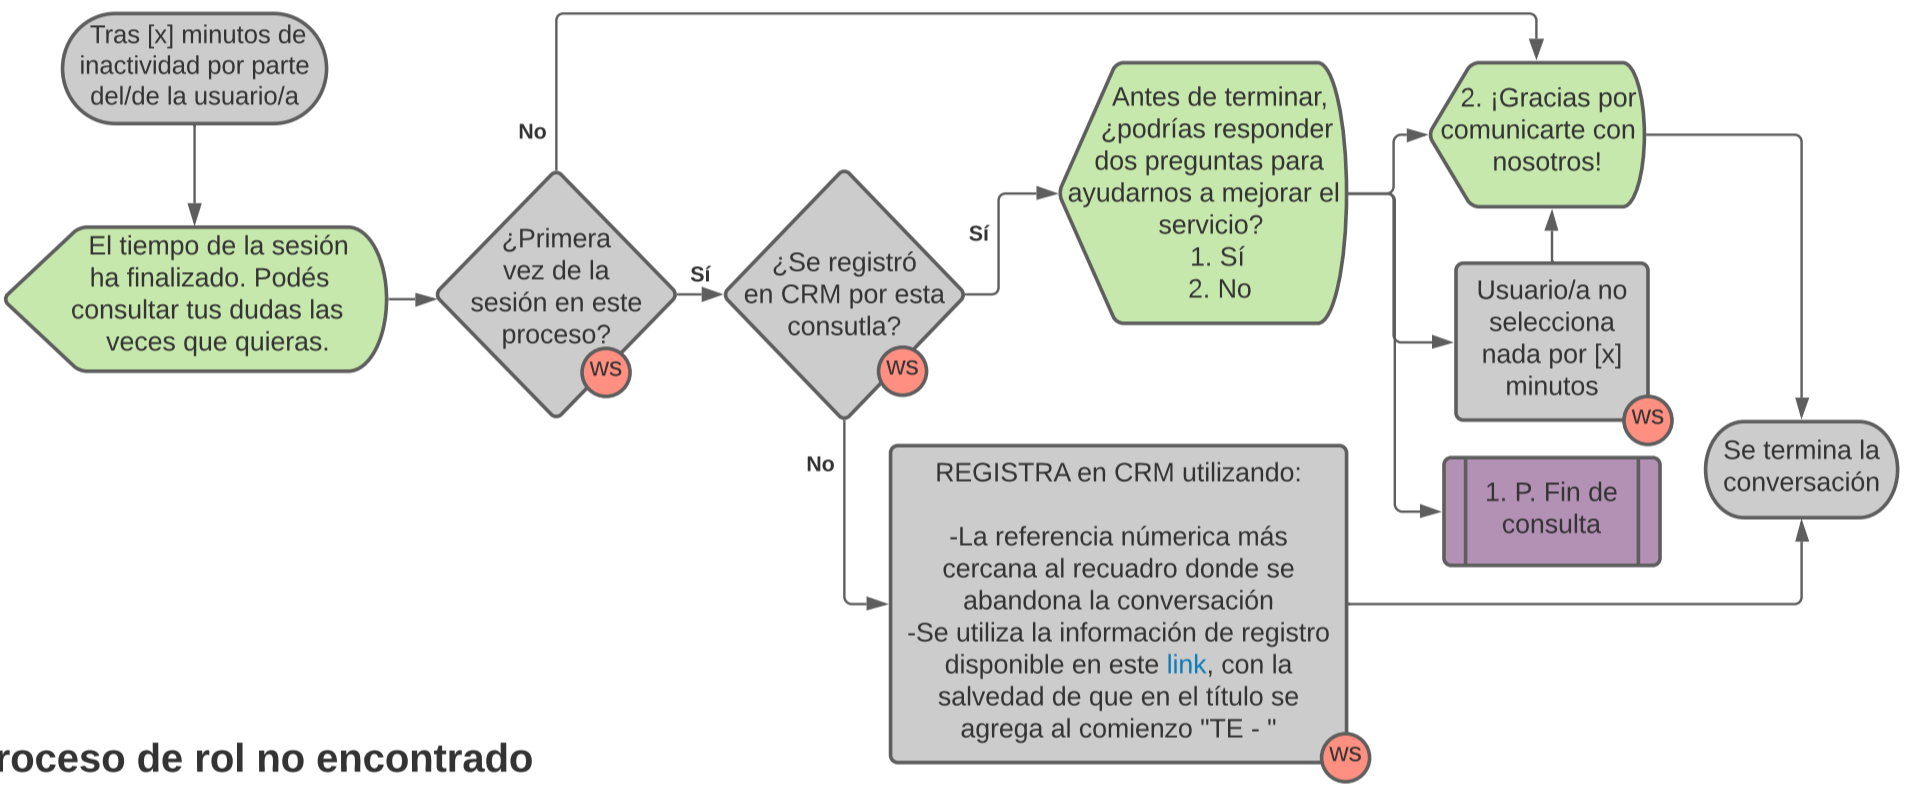 Tras [x] minutos de
inactividad por parte
del/de la usuario/a
El tiempo de la sesión
ha finalizado. Podés
consultar tus dudas las
veces que quieras.
No
¿Primera
vez de la
sesión en este
proceso?
ws
Sí
¿Se registró
en CRM por esta
consutla?
ws
Sí
Antes de terminar,
¿podrías responder
dos preguntas para
ayudarnos a mejorar el
servicio?
1. Sí
2. No
2. ¡Gracias por
comunicarte con
nosotros!
Usuario/a no
selecciona
nada por [x]
minutos
ws
1. P. Fin de
consulta
Se termina la
conversación
No
REGISTRA en CRM utilizando:
-La referencia númerica más
cercana al recuadro donde se
abandona la conversación
-Se utiliza la información de registro
disponible en este link, con la
salvedad de que en el título se
agrega al comienzo "TE - "
ws
roceso de rol no encontrado